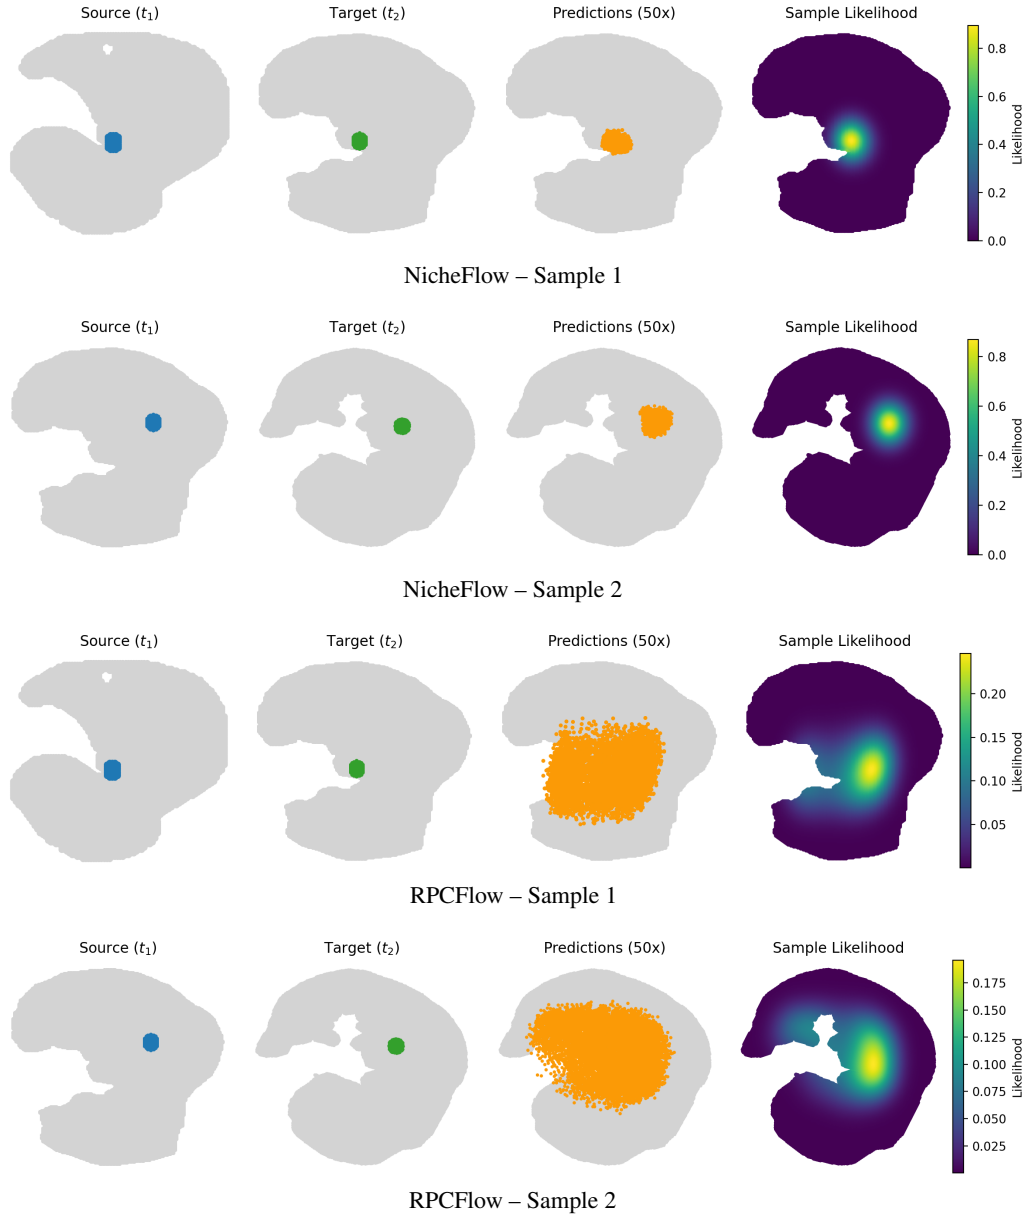 Source (t₁) Target (t₂) Predictions (50x) Sample Likelihood
0.8
0.6
0.4
0.2
0.0
Likelihood
NicheFlow – Sample 1
Source (t₁) Target (t₂) Predictions (50x) Sample Likelihood
0.8
0.6
0.4
0.2
0.0
Likelihood
NicheFlow – Sample 2
Source (t₁) Target (t₂) Predictions (50x) Sample Likelihood
0.20
0.15
0.10
0.05
Likelihood
RPCFlow – Sample 1
Source (t₁) Target (t₂) Predictions (50x) Sample Likelihood
0.175
0.150
0.125
0.100
0.075
0.050
0.025
Likelihood
RPCFlow – Sample 2